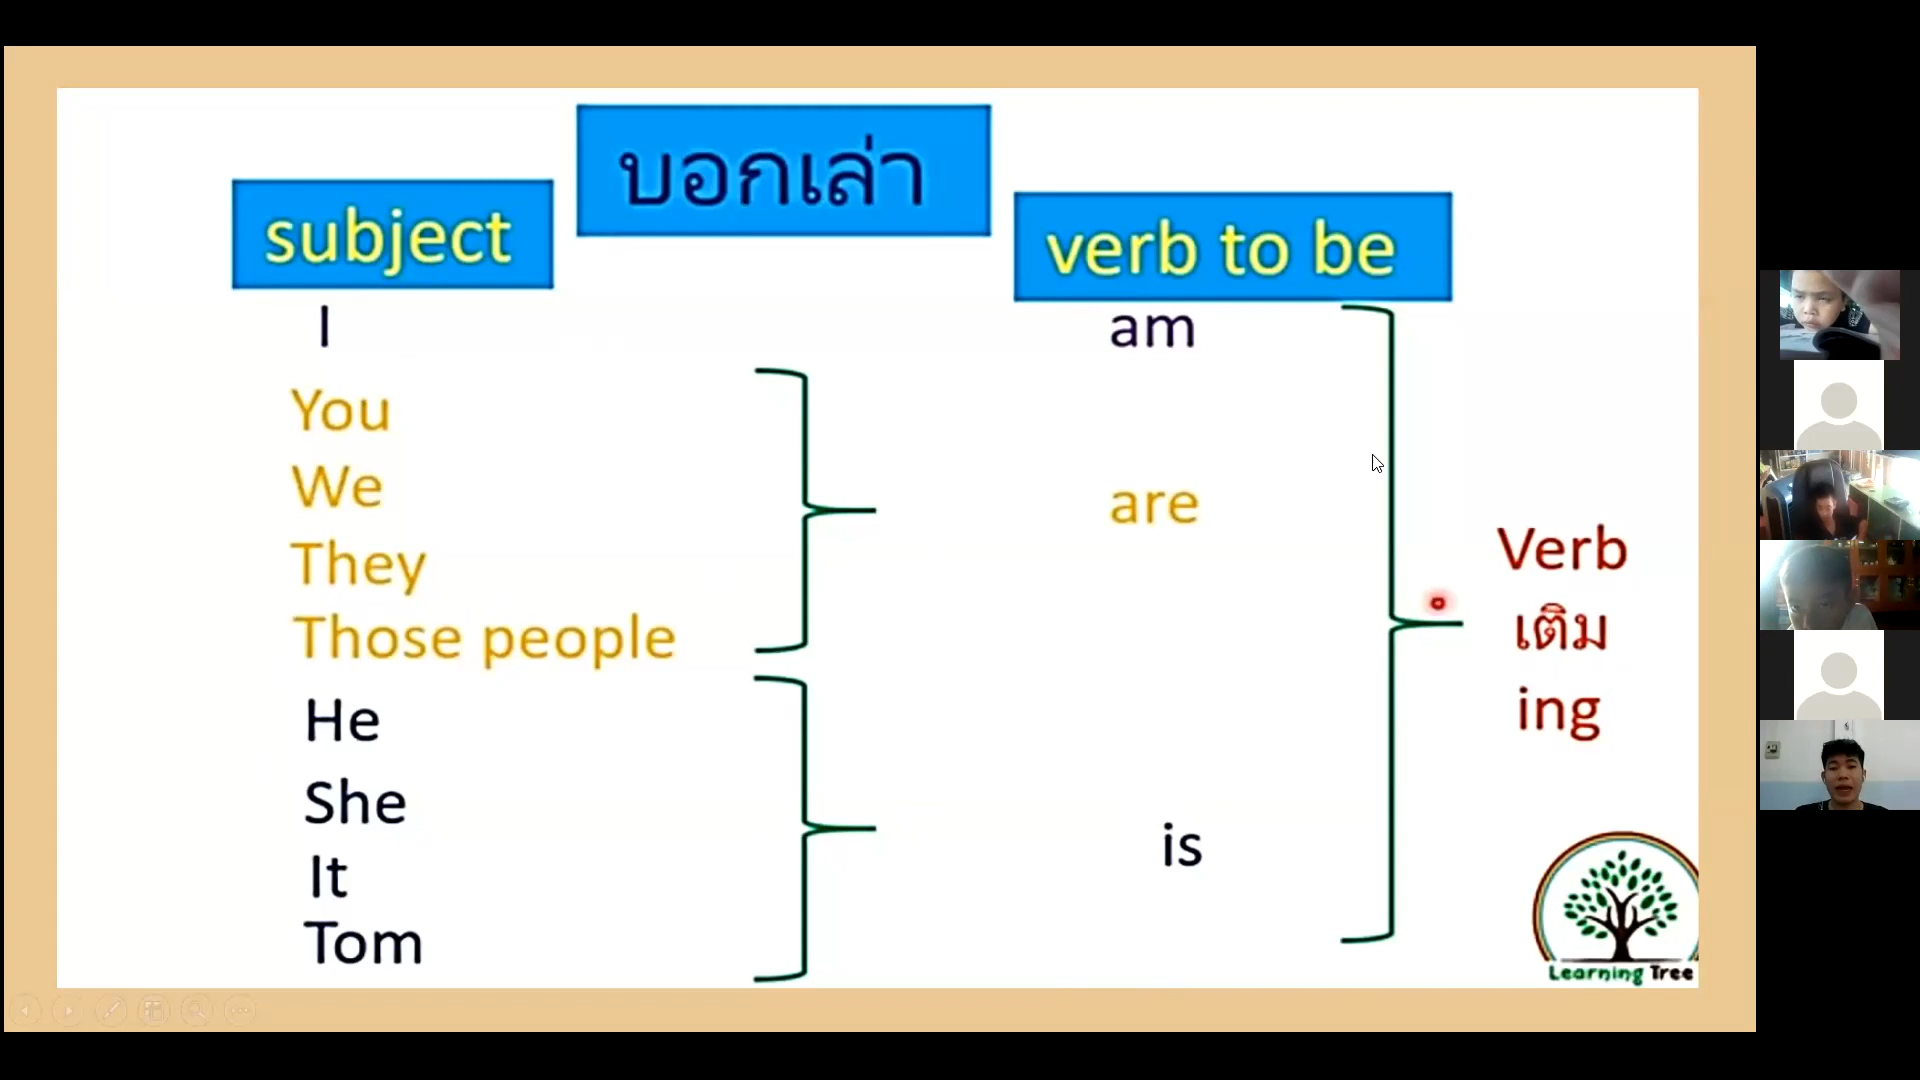 บอกเล่า
subject
verb to be
I
am
You
We
are
They
Those people
He
She
It
Tom
is
Verb
เติม
ing
Learning Tree